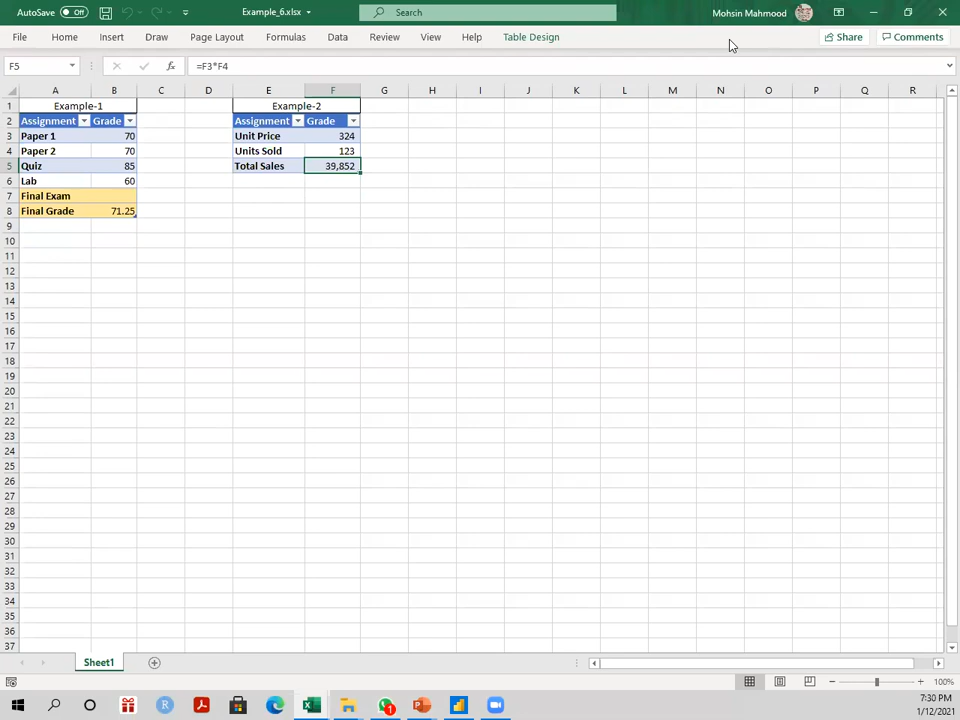 AutoSave Off Example_6.xlsx Search Mohsin Mahmood
File Home Insert Draw Page Layout Formulas Data Review View Help Table Design Share Comments
F5 fx =F3*F4
A B C D E F G H I J K L M N O P Q R
1 Example-1 Example-2
2 Assignment Grade Assignment Grade
3 Paper 1 70 Unit Price 324
4 Paper 2 70 Units Sold 123
5 Quiz 85 Total Sales 39,852
6 Lab 60
7 Final Exam
8 Final Grade 71.25
9
10
11
12
13
14
15
16
17
18
19
20
21
22
23
24
25
26
27
28
29
30
31
32
33
34
35
36
37
Sheet1
100%
7:30 PM
1/12/2021